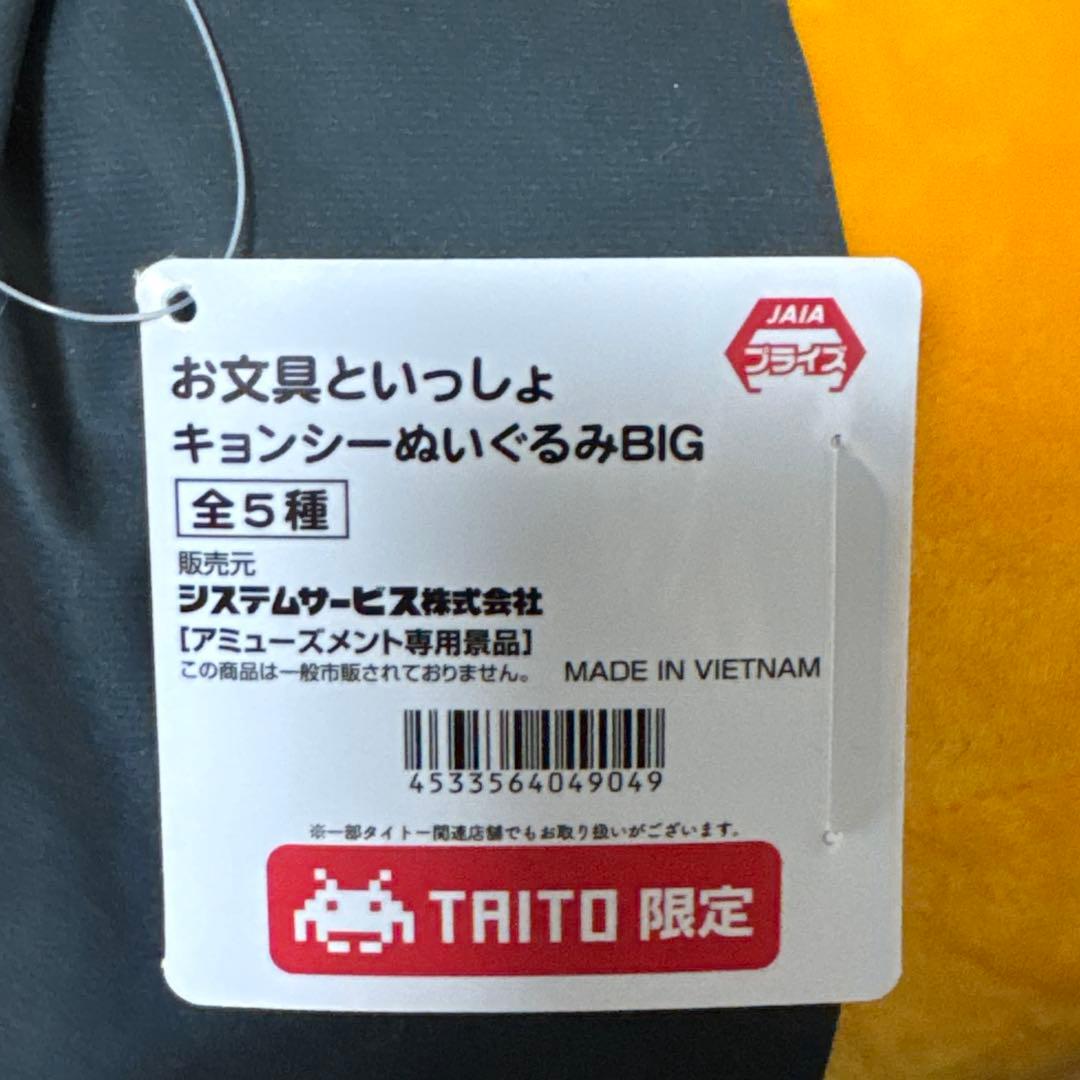 JAIA
プライズ
お文具といっしょ
キョンシーぬいぐるみBIG
全5種
販売元
システムサービス株式会社
[アミューズメント専用景品]
この商品は一般市販されておりません。 MADE IN VIETNAM
4533564049049
※一部タイトー関連店舗でもお取り扱いがございます。
TAITO 限定